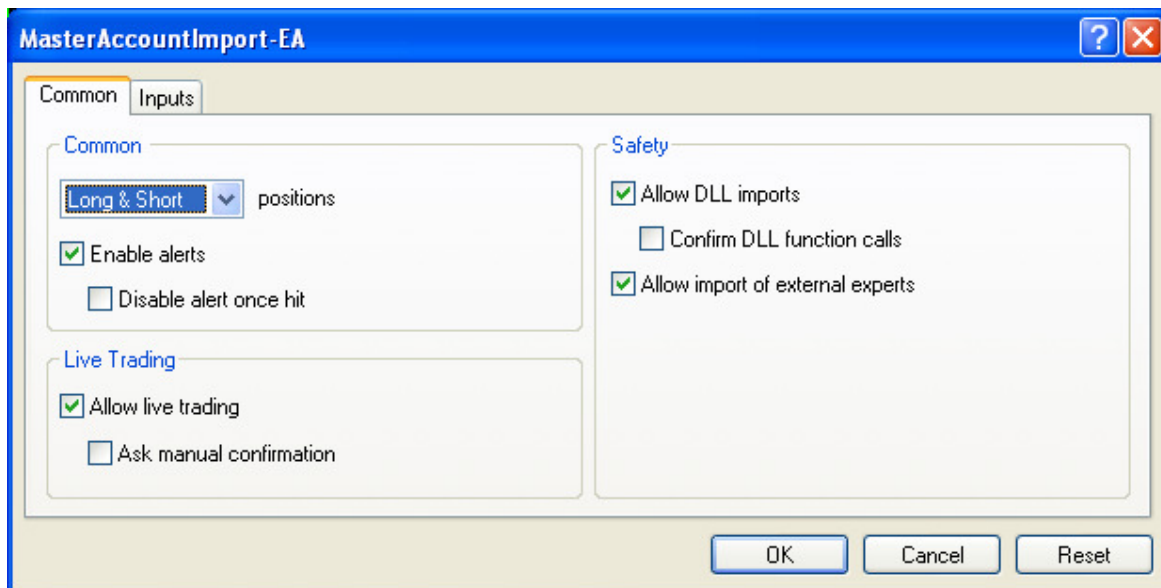 MasterAccountImport-EA
?
Common Inputs
Common
Long & Short positions
Enable alerts
Disable alert once hit
Live Trading
Allow live trading
Ask manual confirmation
Safety
Allow DLL imports
Confirm DLL function calls
Allow import of external experts
OK Cancel Reset